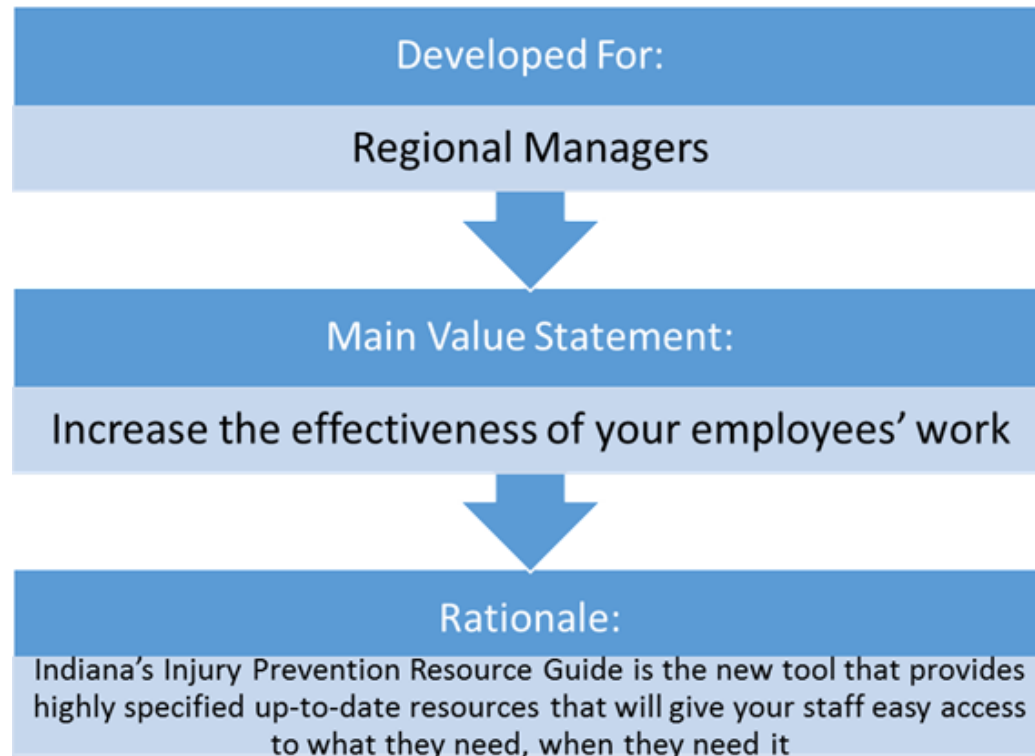 Developed For:
Regional Managers
Main Value Statement:
Increase the effectiveness of your employees’ work
Rationale:
Indiana’s Injury Prevention Resource Guide is the new tool that provides
highly specified up-to-date resources that will give your staff easy access
to what they need, when they need it